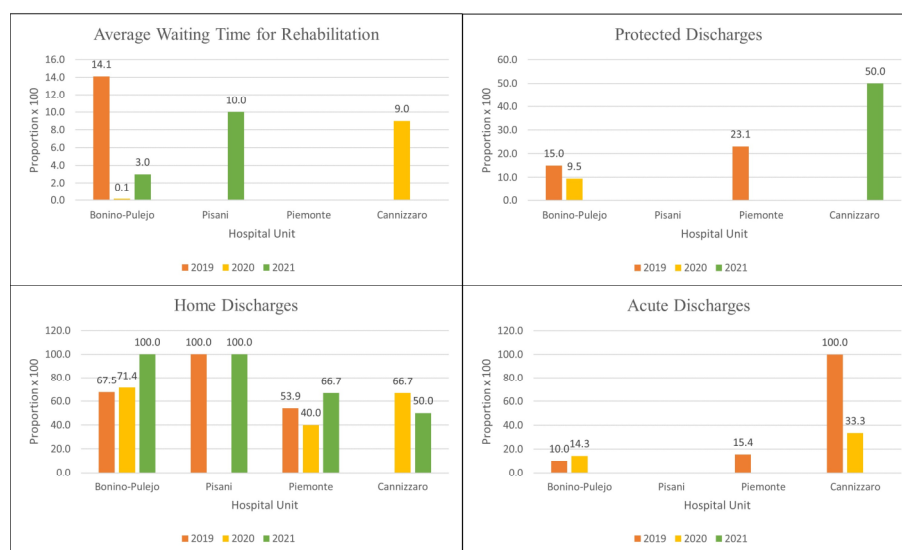 Average Waiting Time for Rehabilitation
Proportion x 100
16.0
14.0
12.0
10.0
8.0
6.0
4.0
2.0
0.0
14.1
0.1
3.0
10.0
9.0
Bonino-Pulejo Pisani Piemonte Cannizzaro
Hospital Unit
2019 2020 2021
Protected Discharges
Proportion x 100
60.0
50.0
40.0
30.0
20.0
10.0
0.0
15.0
9.5
23.1
50.0
Bonino-Pulejo Pisani Piemonte Cannizzaro
Hospital Unit
2019 2020 2021
Home Discharges
Proportion x 100
120.0
100.0
80.0
60.0
40.0
20.0
0.0
67.5
71.4
100.0
100.0
100.0
53.9
40.0
66.7
66.7
50.0
Bonino-Pulejo Pisani Piemonte Cannizzaro
Hospital Unit
2019 2020 2021
Acute Discharges
Proportion x 100
120.0
100.0
80.0
60.0
40.0
20.0
0.0
10.0
14.3
15.4
100.0
33.3
Bonino-Pulejo Pisani Piemonte Cannizzaro
Hospital Unit
2019 2020 2021